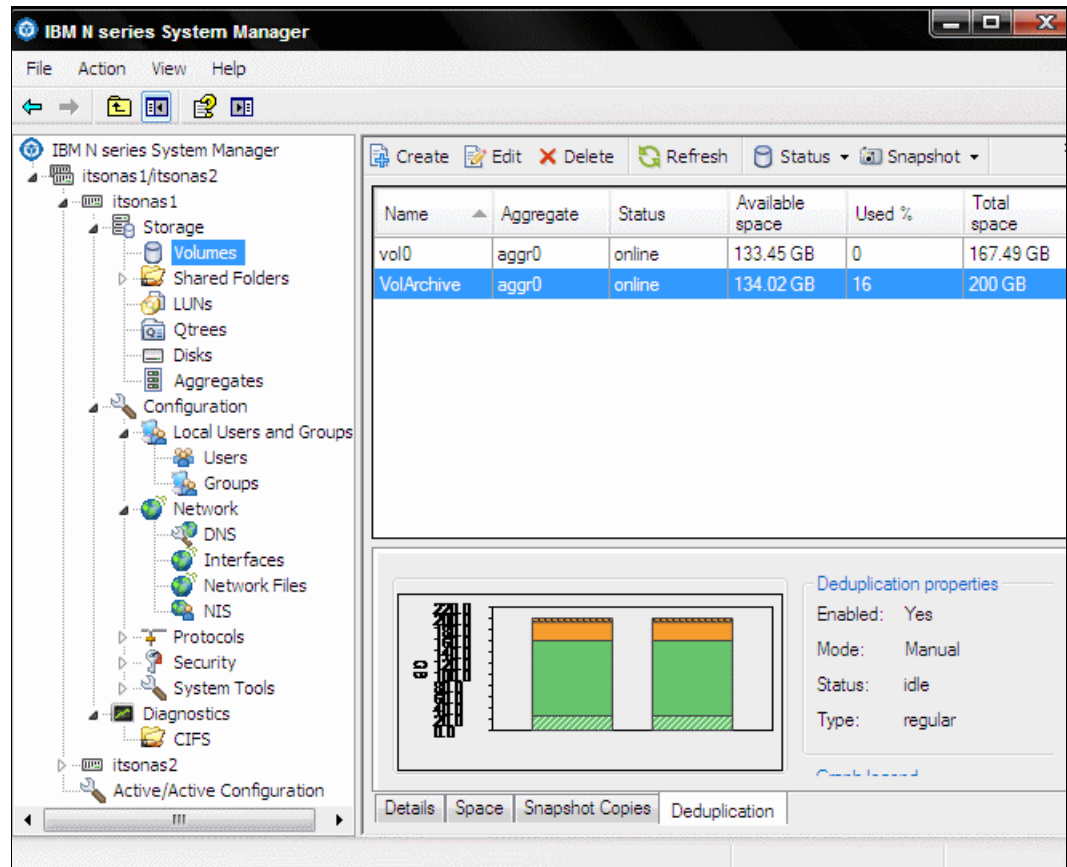 IBM N series System Manager
File Action View Help
IBM N series System Manager
itsonas1/itsonas2
itsonas1
Storage
Volumes
Shared Folders
LUNs
Qtrees
Disks
Aggregates
Configuration
Local Users and Groups
Users
Groups
Network
DNS
Interfaces
Network Files
NIS
Protocols
Security
System Tools
Diagnostics
CIFS
itsonas2
Active/Active Configuration
Create Edit Delete Refresh Status Snapshot
Name Aggregate Status Available space Used % Total space
vol0 aggr0 online 133.45 GB 0 167.49 GB
VolArchive aggr0 online 134.02 GB 16 200 GB
GB
Deduplication properties
Enabled: Yes
Mode: Manual
Status: idle
Type: regular
Graph legend
Details Space Snapshot Copies Deduplication